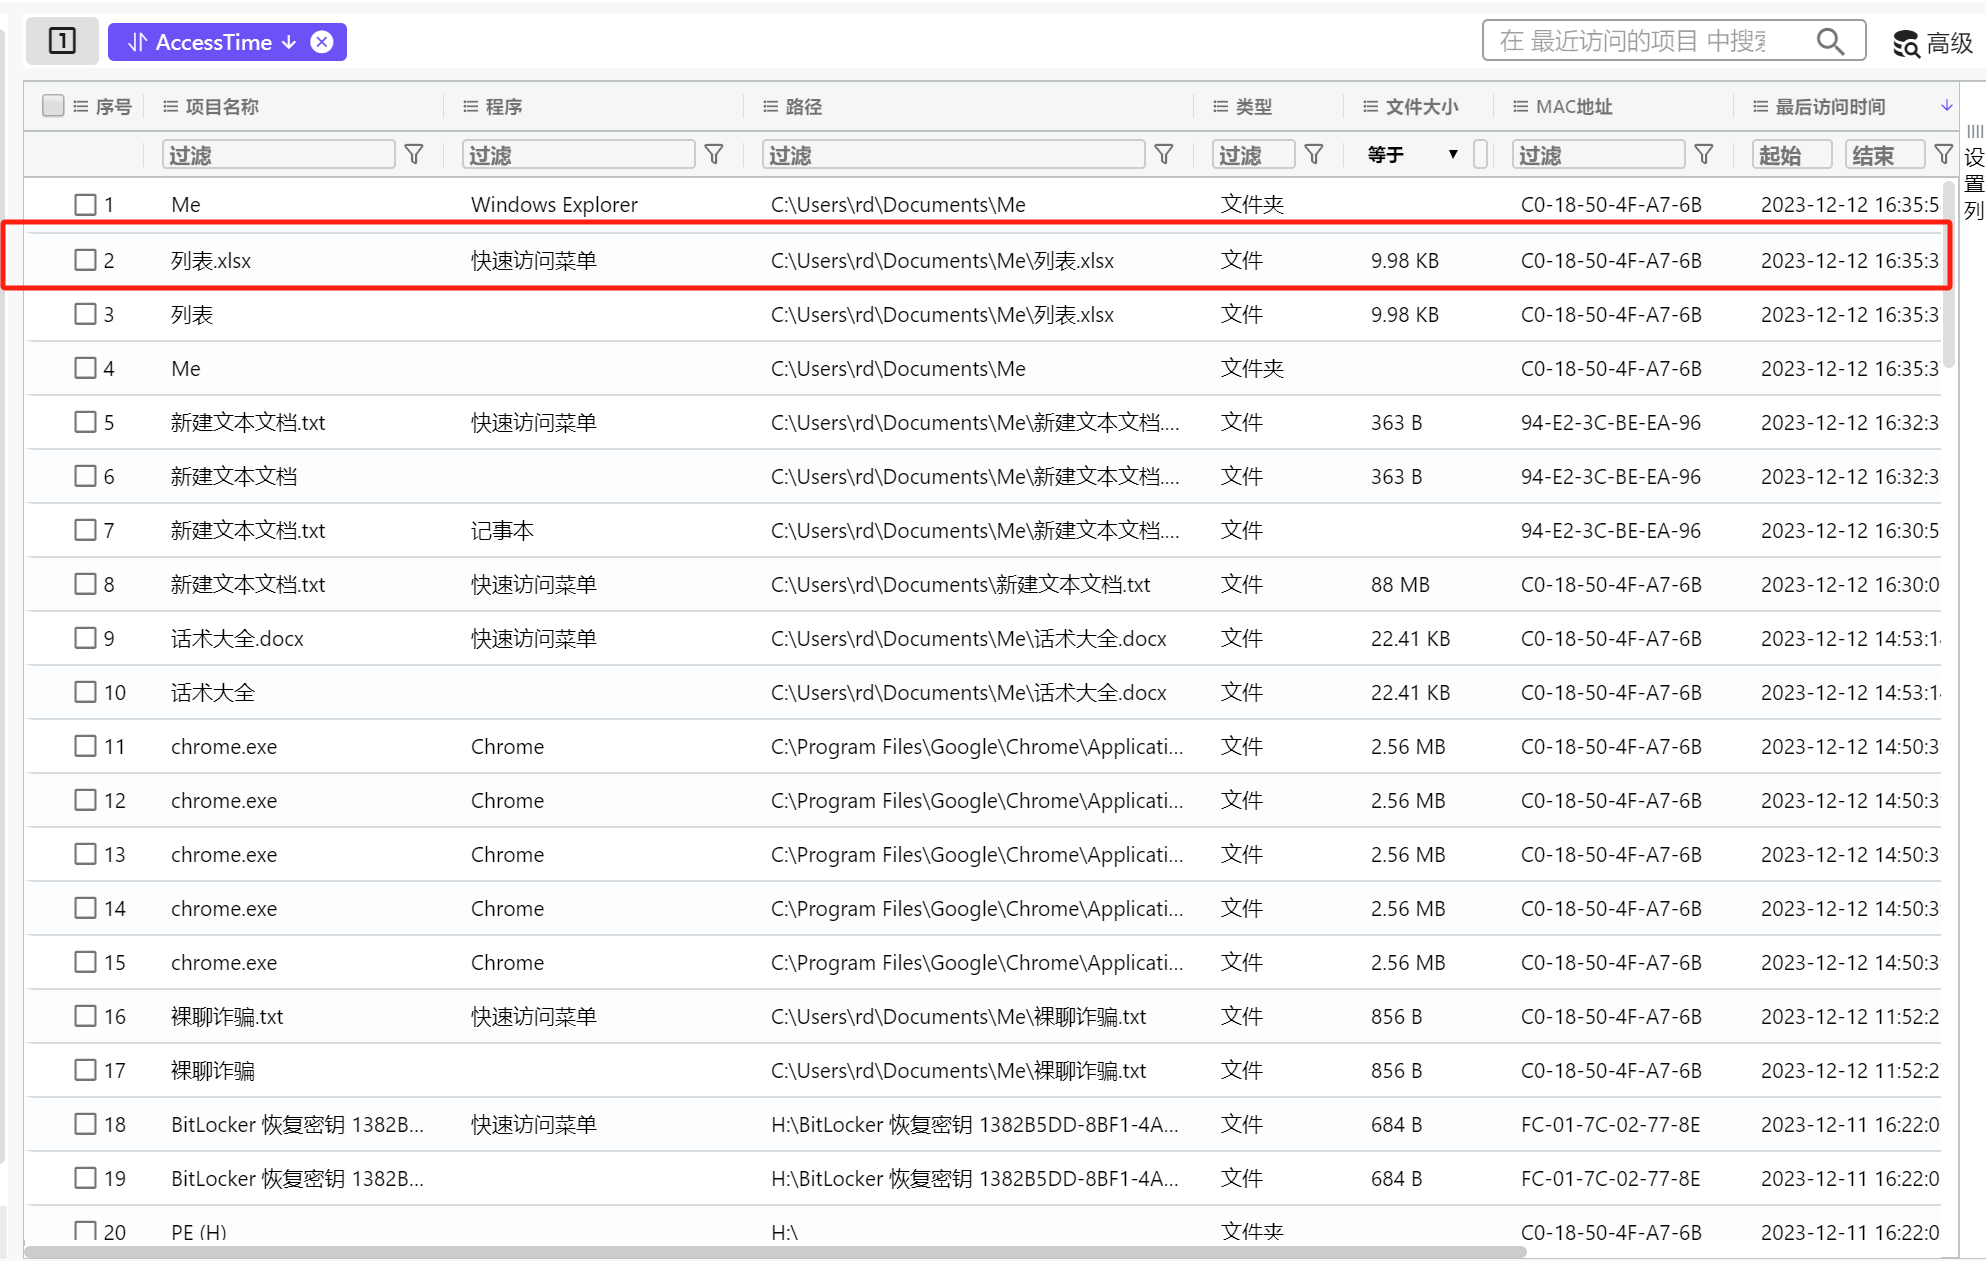 1 AccessTime 在 最近访问的项目 中搜 高级
序号 项目名称 程序 路径 类型 文件大小 MAC地址 最后访问时间
过滤 过滤 过滤 过滤 等于 过滤 起始 结束
设置列
1 Me Windows Explorer C:\Users\rd\Documents\Me 文件夹 C0-18-50-4F-A7-6B 2023-12-12 16:35:5
2 列表.xlsx 快速访问菜单 C:\Users\rd\Documents\Me\列表.xlsx 文件 9.98 KB C0-18-50-4F-A7-6B 2023-12-12 16:35:3
3 列表 C:\Users\rd\Documents\Me\列表.xlsx 文件 9.98 KB C0-18-50-4F-A7-6B 2023-12-12 16:35:3
4 Me C:\Users\rd\Documents\Me 文件夹 C0-18-50-4F-A7-6B 2023-12-12 16:35:3
5 新建文本文档.txt 快速访问菜单 C:\Users\rd\Documents\Me\新建文本文档.... 文件 363 B 94-E2-3C-BE-EA-96 2023-12-12 16:32:3
6 新建文本文档 C:\Users\rd\Documents\Me\新建文本文档.... 文件 363 B 94-E2-3C-BE-EA-96 2023-12-12 16:32:3
7 新建文本文档.txt 记事本 C:\Users\rd\Documents\Me\新建文本文档.... 文件 94-E2-3C-BE-EA-96 2023-12-12 16:30:5
8 新建文本文档.txt 快速访问菜单 C:\Users\rd\Documents\新建文本文档.txt 文件 88 MB C0-18-50-4F-A7-6B 2023-12-12 16:30:0
9 话术大全.docx 快速访问菜单 C:\Users\rd\Documents\Me\话术大全.docx 文件 22.41 KB C0-18-50-4F-A7-6B 2023-12-12 14:53:1
10 话术大全 C:\Users\rd\Documents\Me\话术大全.docx 文件 22.41 KB C0-18-50-4F-A7-6B 2023-12-12 14:53:1
11 chrome.exe Chrome C:\Program Files\Google\Chrome\Applicati... 文件 2.56 MB C0-18-50-4F-A7-6B 2023-12-12 14:50:3
12 chrome.exe Chrome C:\Program Files\Google\Chrome\Applicati... 文件 2.56 MB C0-18-50-4F-A7-6B 2023-12-12 14:50:3
13 chrome.exe Chrome C:\Program Files\Google\Chrome\Applicati... 文件 2.56 MB C0-18-50-4F-A7-6B 2023-12-12 14:50:3
14 chrome.exe Chrome C:\Program Files\Google\Chrome\Applicati... 文件 2.56 MB C0-18-50-4F-A7-6B 2023-12-12 14:50:3
15 chrome.exe Chrome C:\Program Files\Google\Chrome\Applicati... 文件 2.56 MB C0-18-50-4F-A7-6B 2023-12-12 14:50:3
16 裸聊诈骗.txt 快速访问菜单 C:\Users\rd\Documents\Me\裸聊诈骗.txt 文件 856 B C0-18-50-4F-A7-6B 2023-12-12 11:52:2
17 裸聊诈骗 C:\Users\rd\Documents\Me\裸聊诈骗.txt 文件 856 B C0-18-50-4F-A7-6B 2023-12-12 11:52:2
18 BitLocker 恢复密钥 1382B... 快速访问菜单 H:\BitLocker 恢复密钥 1382B5DD-8BF1-4A... 文件 684 B FC-01-7C-02-77-8E 2023-12-11 16:22:0
19 BitLocker 恢复密钥 1382B... H:\BitLocker 恢复密钥 1382B5DD-8BF1-4A... 文件 684 B FC-01-7C-02-77-8E 2023-12-11 16:22:0
20 PE (H) H:\ 文件夹 C0-18-50-4F-A7-6B 2023-12-11 16:22:0